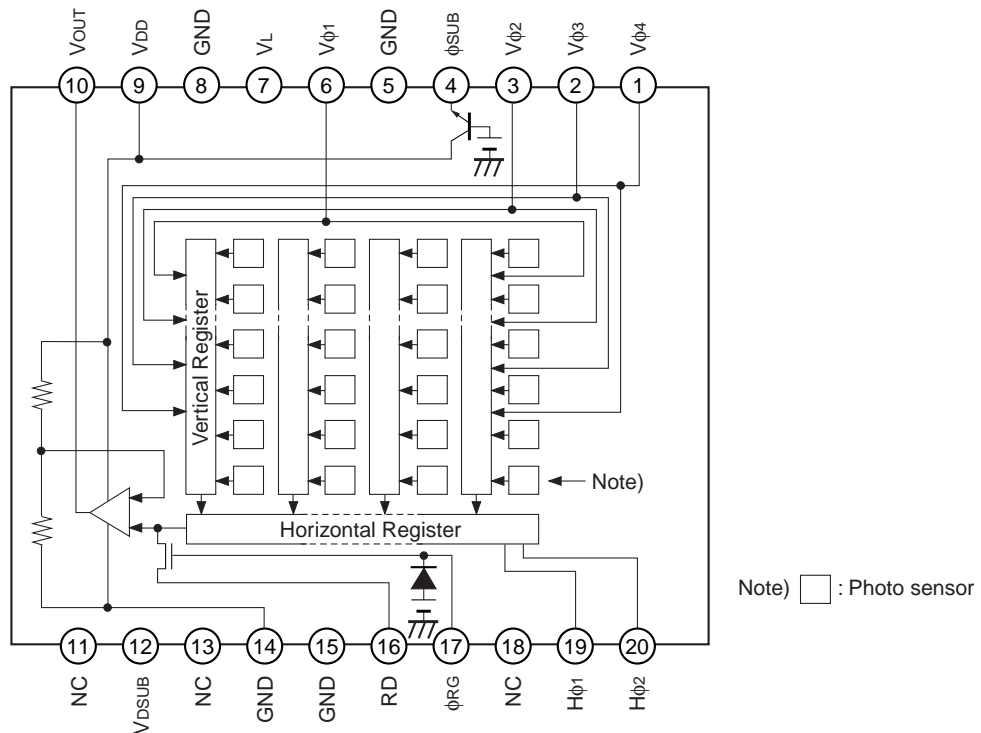 VOUT
VDD
GND
VL
Vϕ1
GND
ϕSUB
Vϕ2
Vϕ3
Vϕ4
10
9
8
7
6
5
4
3
2
1
Vertical Register
Note)
Horizontal Register
Note) : Photo sensor
11
12
13
14
15
16
17
18
19
20
NC
VDSUB
NC
GND
GND
RD
ϕRG
NC
Hϕ1
Hϕ2